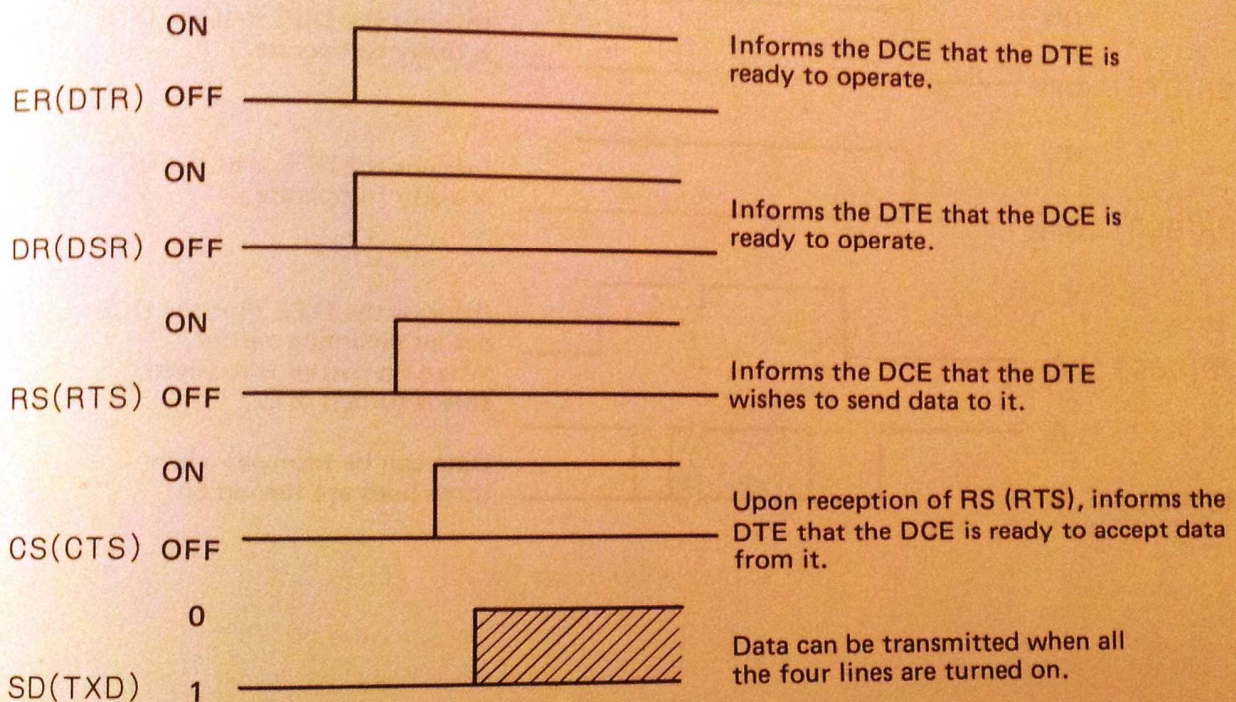 ON
Informs the DCE that the DTE is
ready to operate.
ER(DTR) OFF
ON
Informs the DTE that the DCE is
ready to operate.
DR(DSR) OFF
ON
Informs the DCE that the DTE
wishes to send data to it.
RS(RTS) OFF
ON
Upon reception of RS (RTS), informs the
DTE that the DCE is ready to accept data
from it.
CS(CTS) OFF
0
Data can be transmitted when all
the four lines are turned on.
SD(TXD) 1